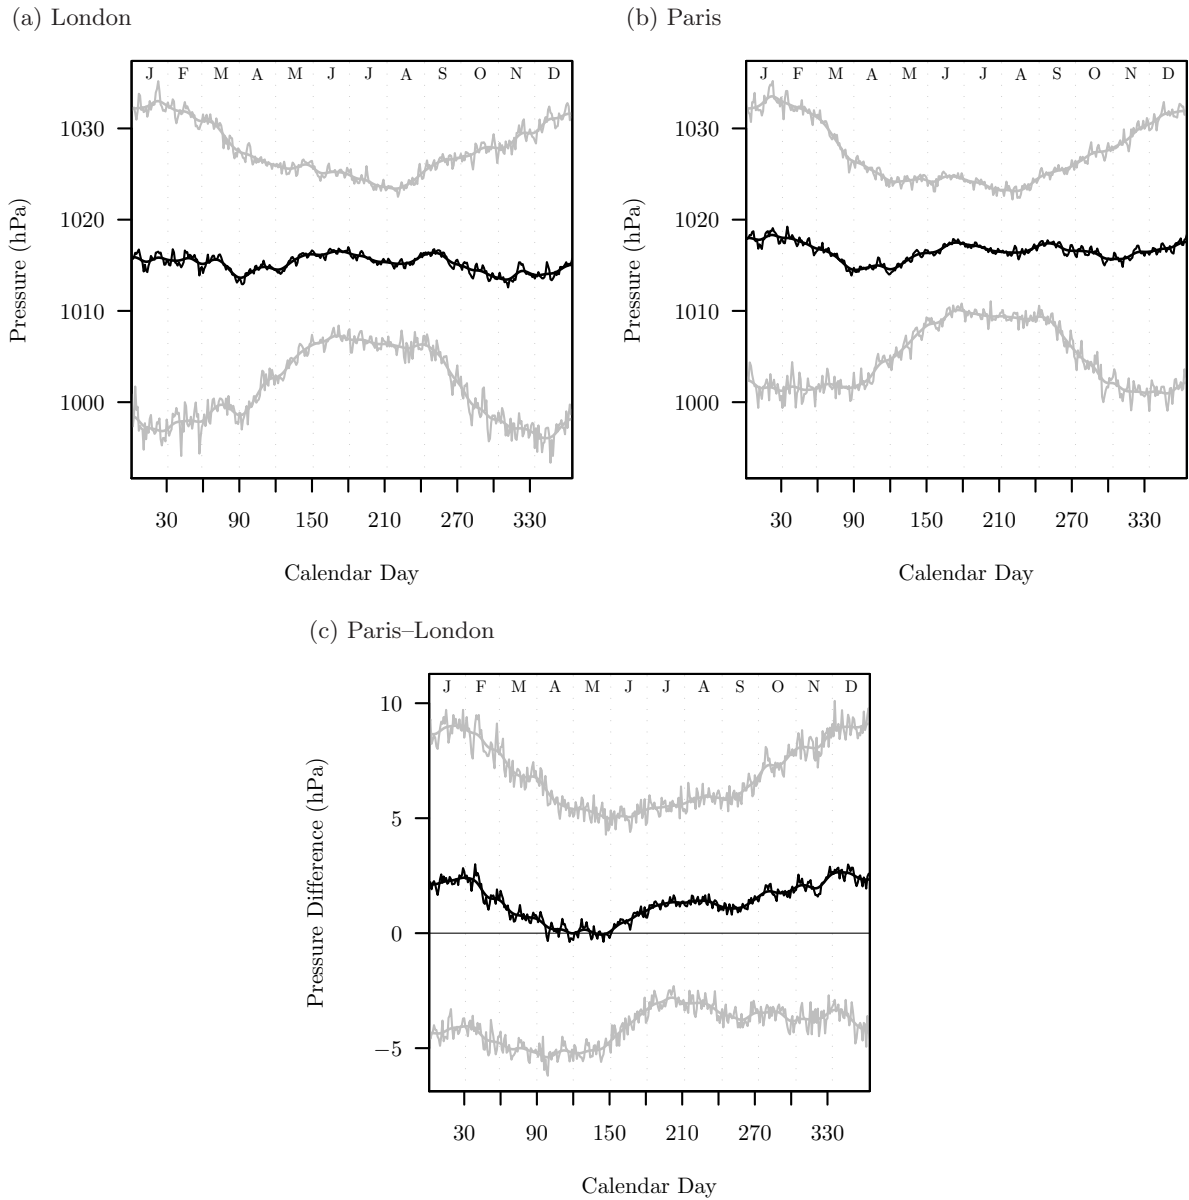 (a) London
(b) Paris
J F M A M J J A S O N D
J F M A M J J A S O N D
1030
1020
1010
1000
Pressure (hPa)
30 90 150 210 270 330
Calendar Day
1030
1020
1010
1000
Pressure (hPa)
30 90 150 210 270 330
Calendar Day
(c) Paris–London
J F M A M J J A S O N D
10
5
0
−5
Pressure Difference (hPa)
30 90 150 210 270 330
Calendar Day